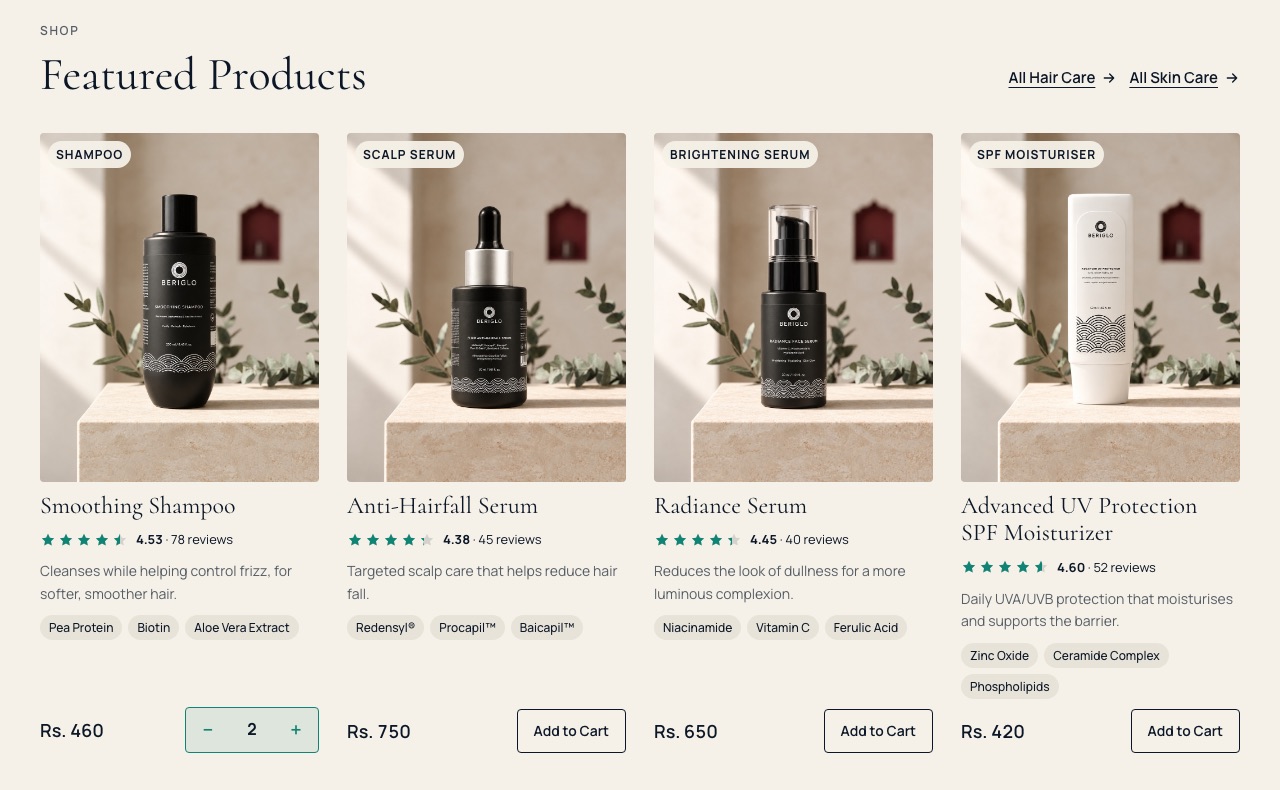 SHOP
Featured Products
All Hair Care →
All Skin Care →
SHAMPOO
BERIGLO
SMOOTHING SHAMPOO
Smoothing Shampoo
4.53 · 78 reviews
Cleanses while helping control frizz, for
softer, smoother hair.
Pea Protein
Biotin
Aloe Vera Extract
Rs. 460
− 2 +
SCALP SERUM
BERIGLO
Anti-Hairfall Serum
4.38 · 45 reviews
Targeted scalp care that helps reduce hair
fall.
Redensyl®
Procapil™
Baicapil™
Rs. 750
Add to Cart
BRIGHTENING SERUM
BERIGLO
RADIANCE FACE SERUM
Radiance Serum
4.45 · 40 reviews
Reduces the look of dullness for a more
luminous complexion.
Niacinamide
Vitamin C
Ferulic Acid
Rs. 650
Add to Cart
SPF MOISTURISER
BERIGLO
Advanced UV Protection
SPF Moisturizer
4.60 · 52 reviews
Daily UVA/UVB protection that moisturises
and supports the barrier.
Zinc Oxide
Ceramide Complex
Phospholipids
Rs. 420
Add to Cart